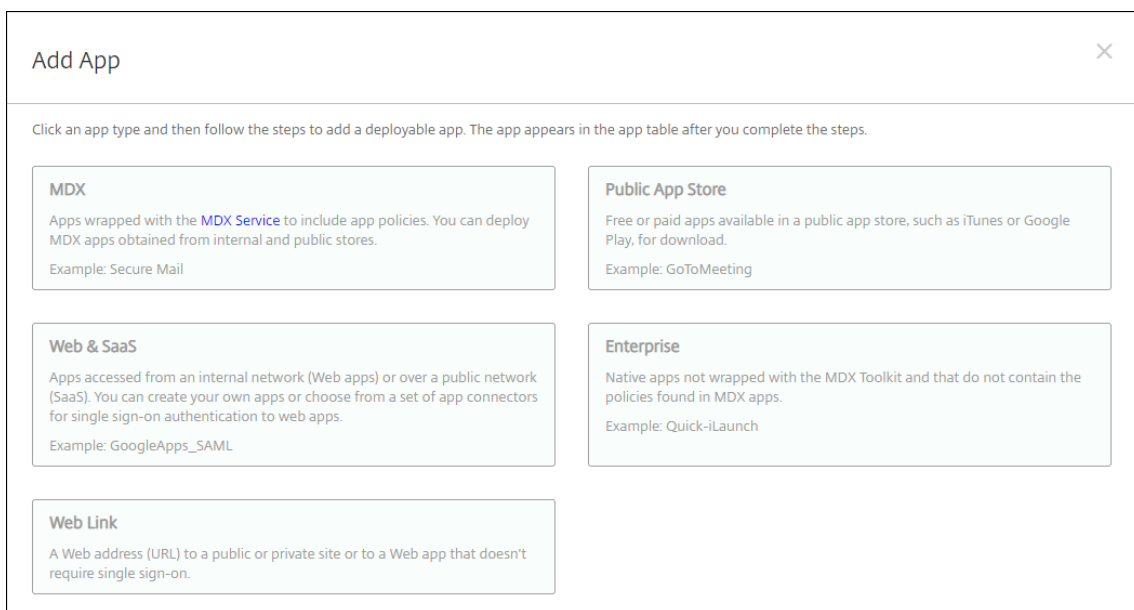 Add App
Click an app type and then follow the steps to add a deployable app. The app appears in the app table after you complete the steps.
MDX
Apps wrapped with the MDX Service to include app policies. You can deploy
MDX apps obtained from internal and public stores.
Example: Secure Mail
Public App Store
Free or paid apps available in a public app store, such as iTunes or Google
Play, for download.
Example: GoToMeeting
Web & SaaS
Apps accessed from an internal network (Web apps) or over a public network
(SaaS). You can create your own apps or choose from a set of app connectors
for single sign-on authentication to web apps.
Example: GoogleApps_SAML
Enterprise
Native apps not wrapped with the MDX Toolkit and that do not contain the
policies found in MDX apps.
Example: Quick-iLaunch
Web Link
A Web address (URL) to a public or private site or to a Web app that doesn't
require single sign-on.